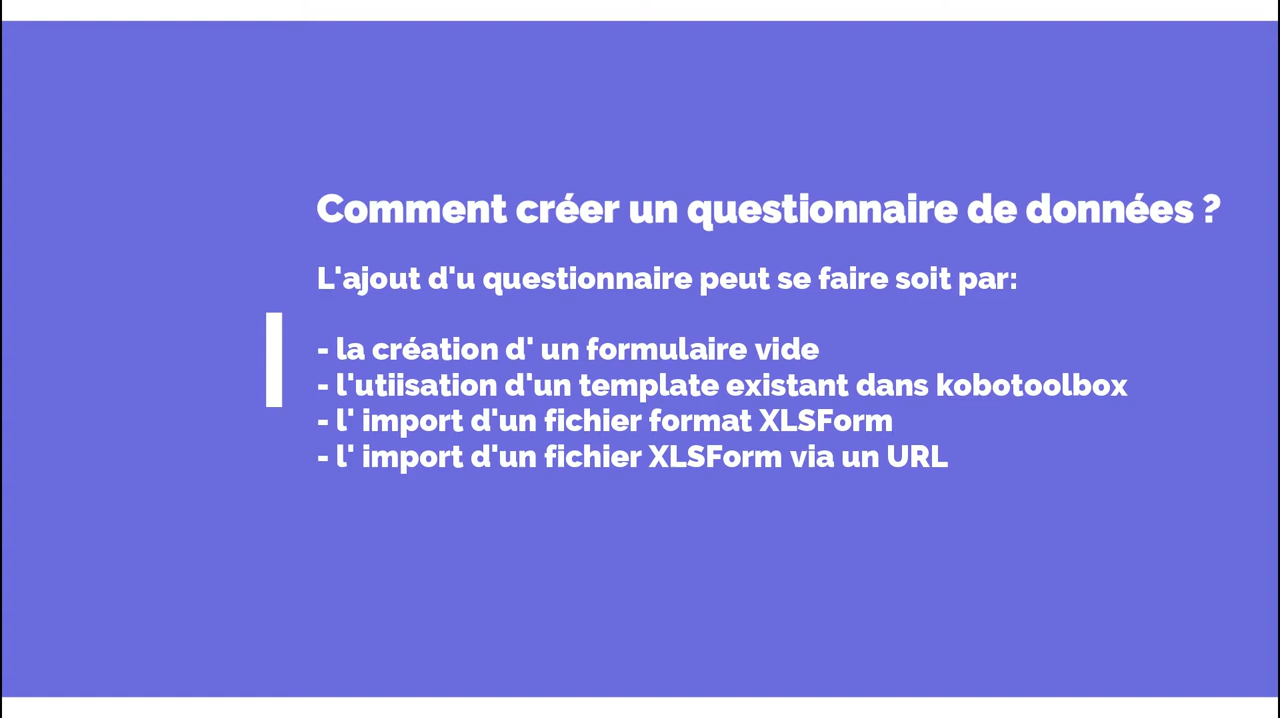 Comment créer un questionnaire de données ?
L'ajout d'u questionnaire peut se faire soit par:
- la création d' un formulaire vide
- l'utiisation d'un template existant dans kobotoolbox
- l' import d'un fichier format XLSForm
- l' import d'un fichier XLSForm via un URL